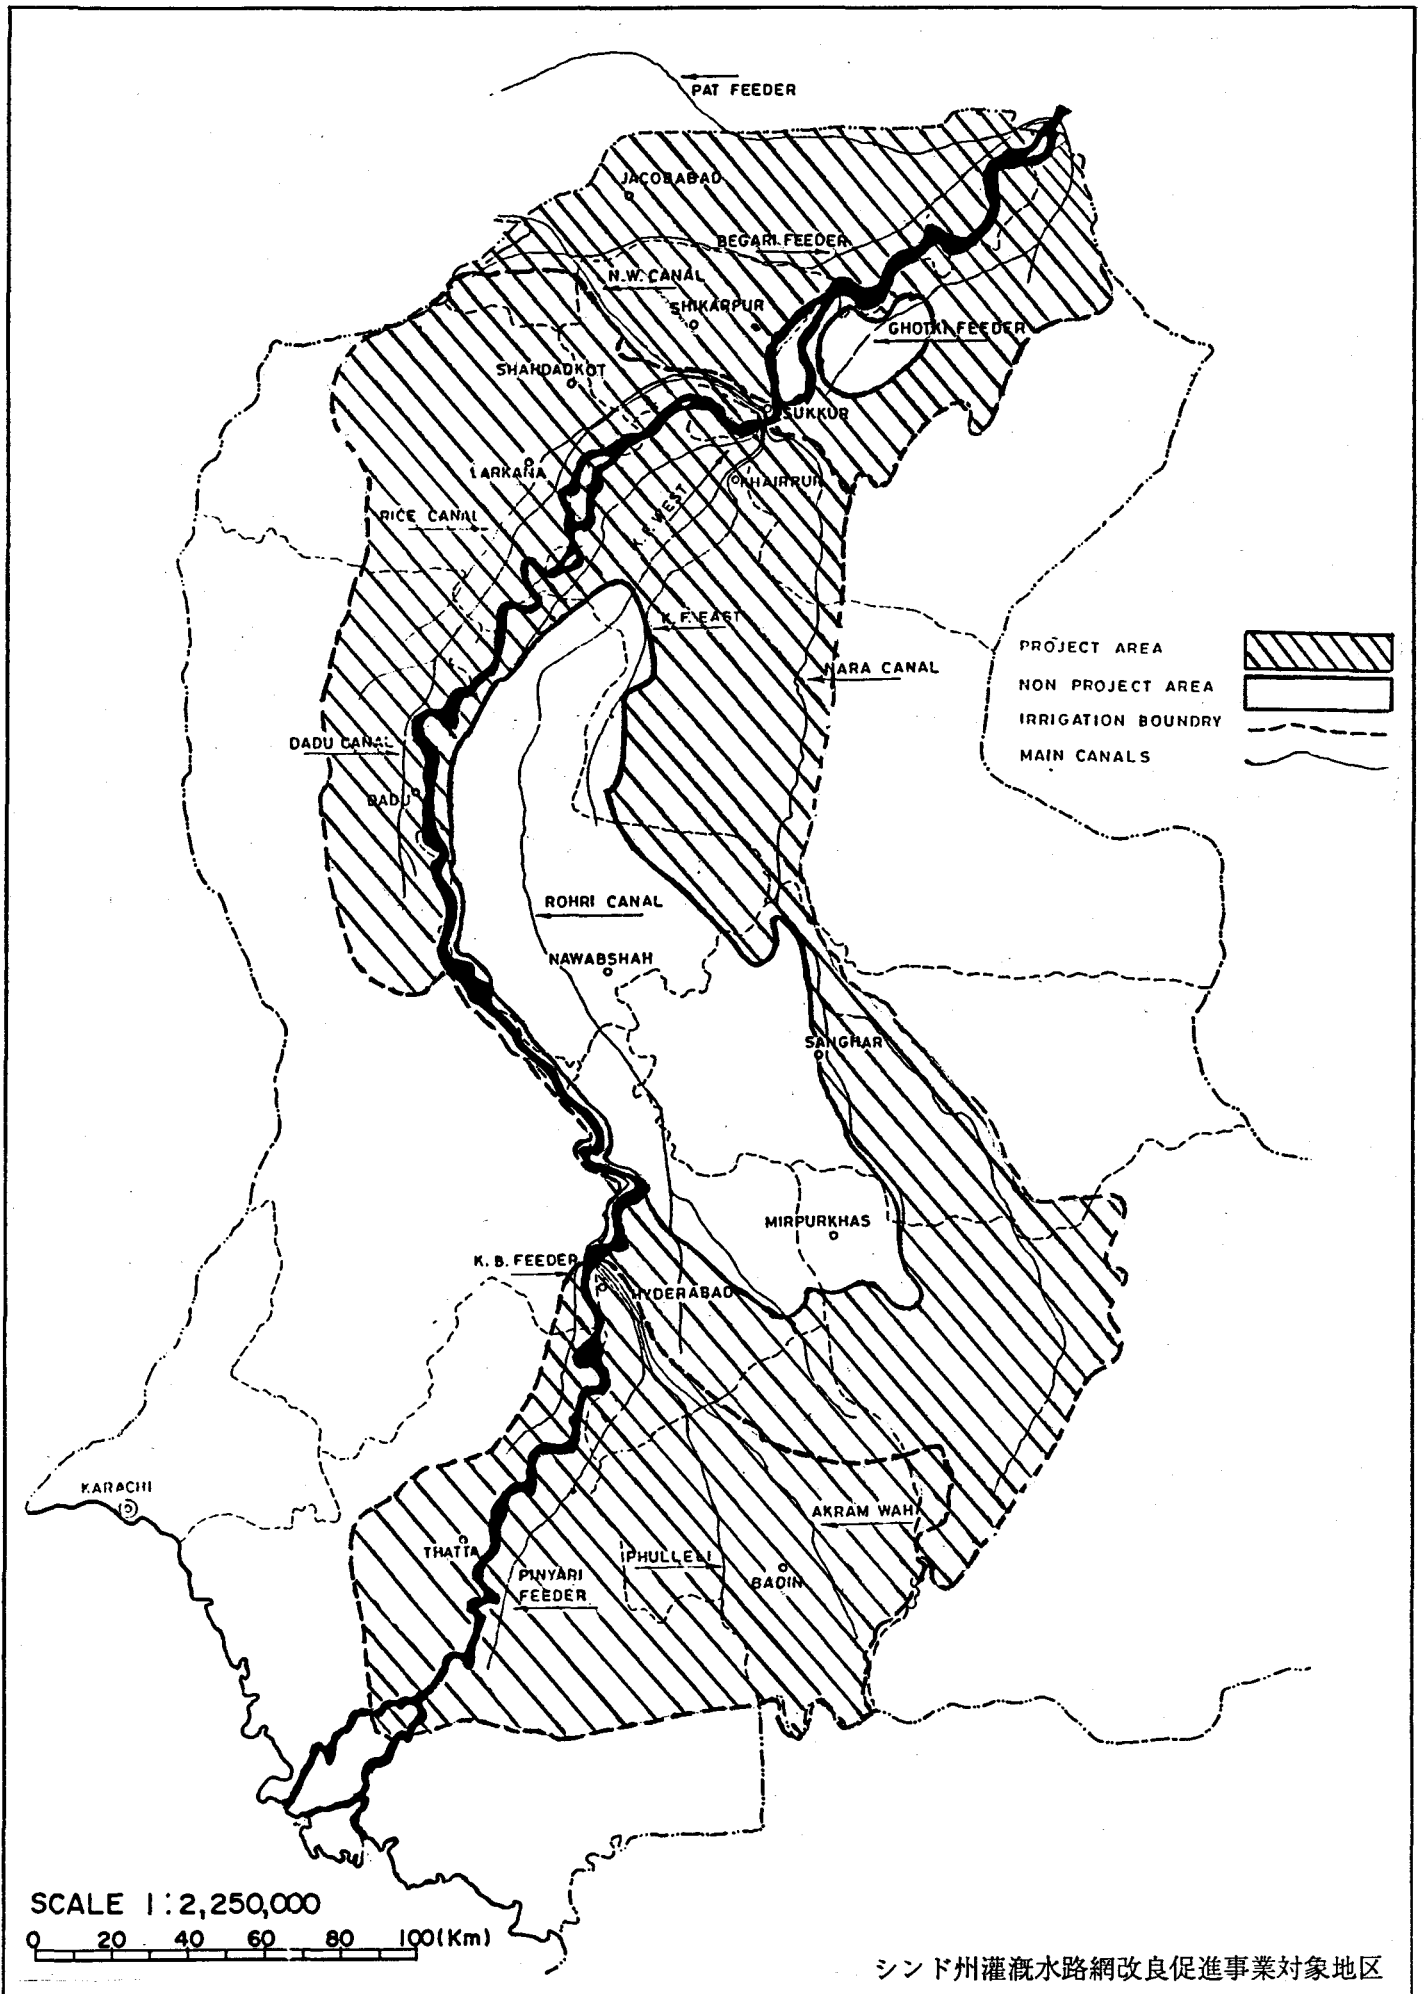 PAT FEEDER
JACOBABAD
BEGARI FEEDER
N.W. CANAL
SHIKARPUR
GHOTKI FEEDER
SHAHDADKOT
SUKKUR
LARKANA
KHAIRPUR
RICE CANAL
K.F. WEST
K.F. EAST
NARA CANAL
PROJECT AREA
NON PROJECT AREA
IRRIGATION BOUNDRY
MAIN CANALS
DADU CANAL
DADU
ROHRI CANAL
NAWABSHAH
SANGHAR
MIRPURKHAS
K.B. FEEDER
HYDERABAD
KARACHI
AKRAM WAH
THATTA
PHULLELI
BADIN
PINYARI
FEEDER
SCALE 1:2,250,000
0 20 40 60 80 100(Km)
シンド州灌漑水路網改良促進事業対象地区